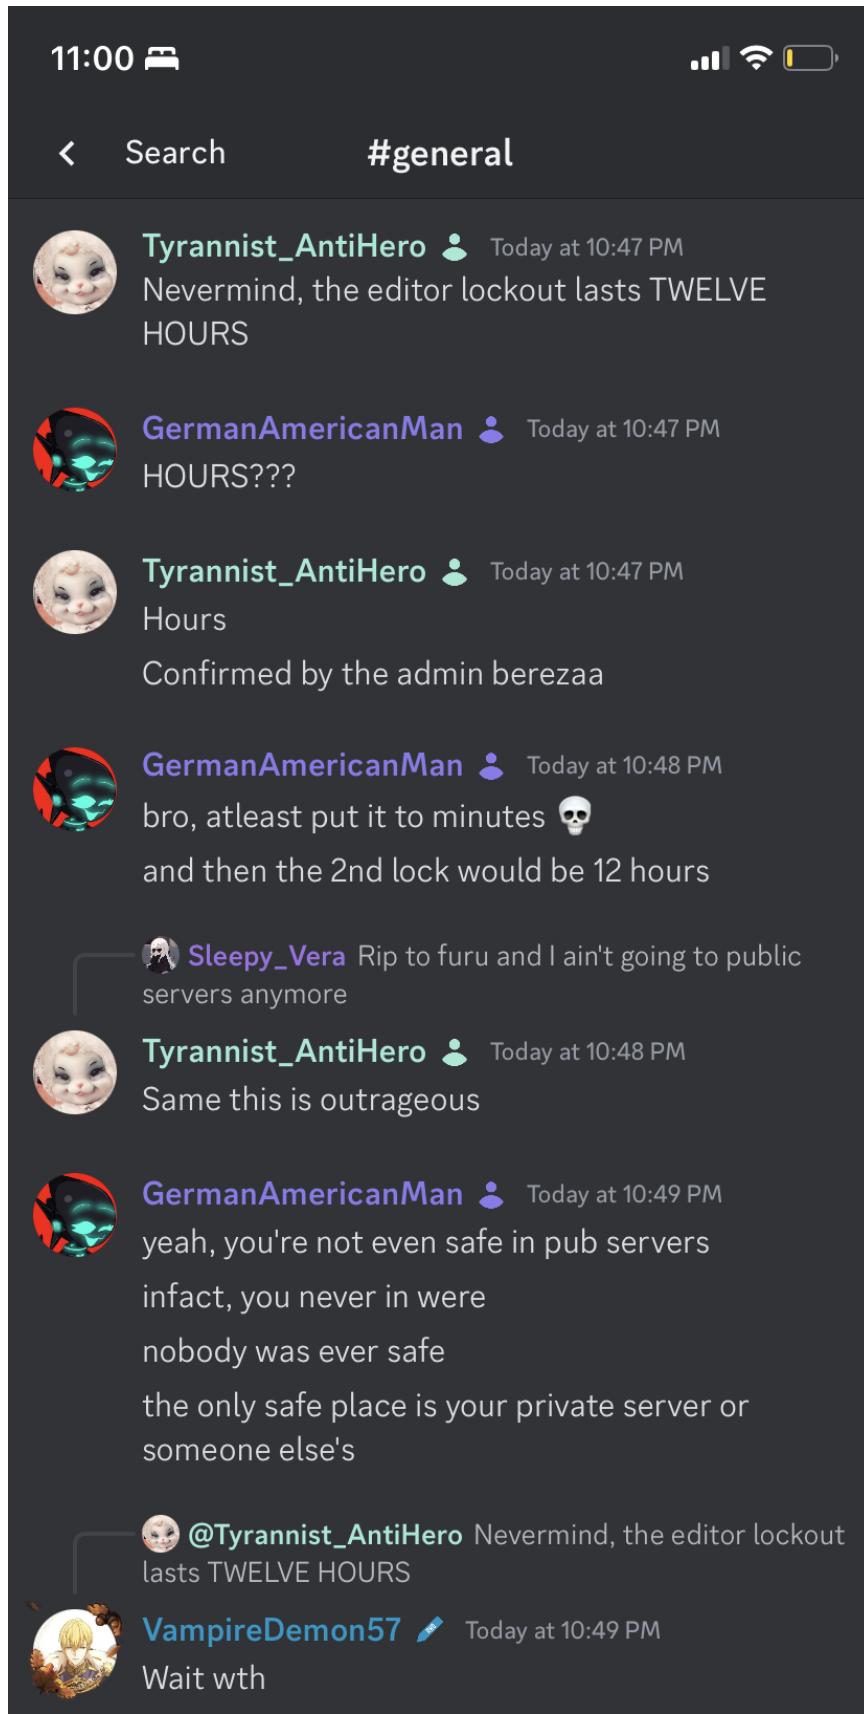 11:00
Search #general
Tyrannist_AntiHero Today at 10:47 PM
Nevermind, the editor lockout lasts TWELVE
HOURS
GermanAmericanMan Today at 10:47 PM
HOURS???
Tyrannist_AntiHero Today at 10:47 PM
Hours
Confirmed by the admin berezaa
GermanAmericanMan Today at 10:48 PM
bro, atleast put it to minutes 💀
and then the 2nd lock would be 12 hours
Sleepy_Vera Rip to furu and I ain't going to public
servers anymore
Tyrannist_AntiHero Today at 10:48 PM
Same this is outrageous
GermanAmericanMan Today at 10:49 PM
yeah, you're not even safe in pub servers
infact, you never in were
nobody was ever safe
the only safe place is your private server or
someone else's
@Tyrannist_AntiHero Nevermind, the editor lockout
lasts TWELVE HOURS
VampireDemon57 Today at 10:49 PM
Wait wth